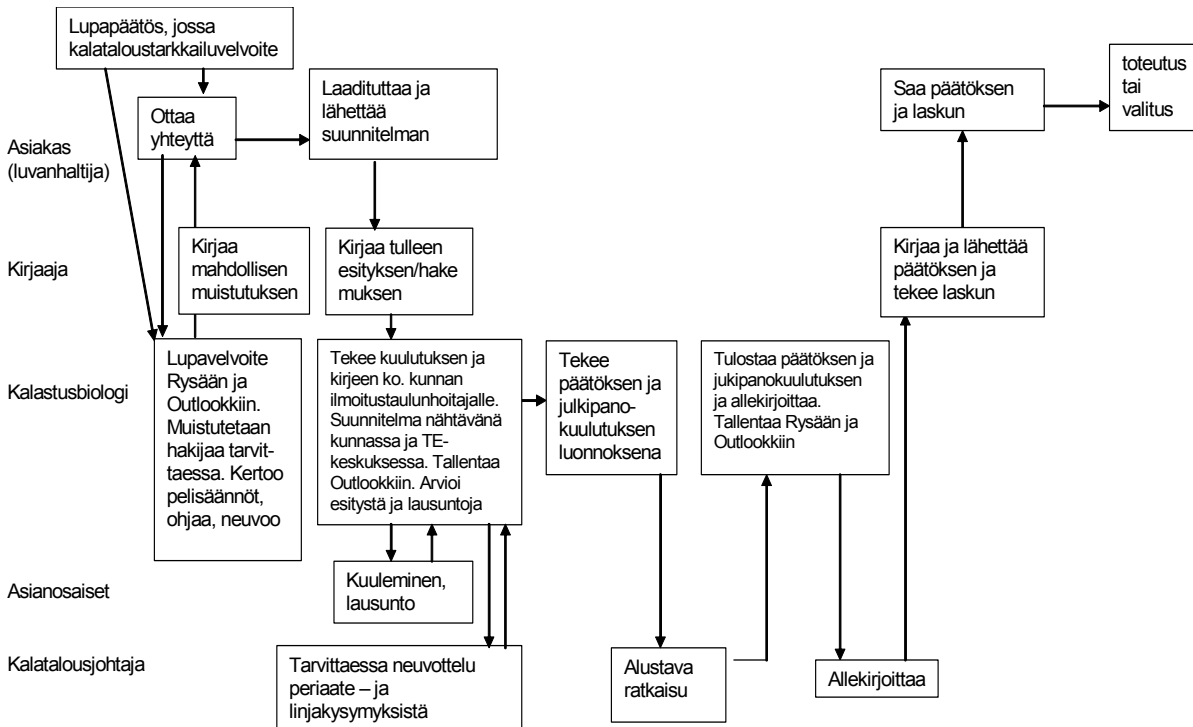 Lupapäätös, jossa
kalataloustarkkailuvelvoite
Asiakas
(luvanhaltija)
Ottaa
yhteyttä
Laadituttaa ja
lähettää
suunnitelman
Saa päätöksen
ja laskun
toteutus
tai
valitus
Kirjaaja
Kirjaa
mahdollisen
muistutuksen
Kirjaa tulleen
esityksen/hake
muksen
Kirjaa ja lähettää
päätöksen ja
tekee laskun
Kalastusbiologi
Lupavelvoite
Rysään ja
Outlookkiin.
Muistutetaan
hakijaa tarvit-
taessa. Kertoo
pelisäännöt,
ohjaa, neuvoo
Tekee kuulutuksen ja
kirjeen ko. kunnan
ilmoitustaulunhoitajalle.
Suunnitelma nähtävänä
kunnassa ja TE-
keskuksessa. Tallentaa
Outlookkiin. Arvioi
esitystä ja lausuntoja
Tekee
päätöksen ja
julkipano-
kuulutuksen
luonnoksena
Tulostaa päätöksen ja
jukipanokuulutuksen
ja allekirjoittaa.
Tallentaa Rysään ja
Outlookkiin
Asianosaiset
Kuuleminen,
lausunto
Kalatalousjohtaja
Tarvittaessa neuvottelu
periaate – ja
linjakysymyksistä
Alustava
ratkaisu
Allekirjoittaa